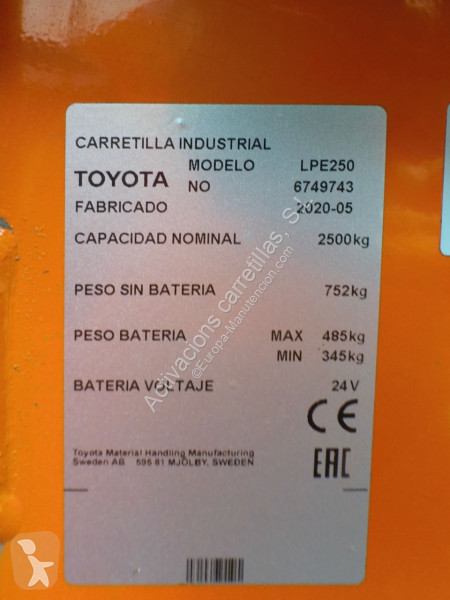 CARRETILLA INDUSTRIAL
TOYOTA MODELO LPE250
NO 6749743
FABRICADO 2020-05
CAPACIDAD NOMINAL 2500kg
PESO SIN BATERIA 752kg
PESO BATERIA MAX 485kg
MIN 345kg
BATERIA VOLTAJE 24V
CE
Toyota Material Handling Manufacturing
Sweden AB 595 81 MJÖLBY, SWEDEN
EAC
Activacions carretillas, S.L
©Europa-Manutencion.com